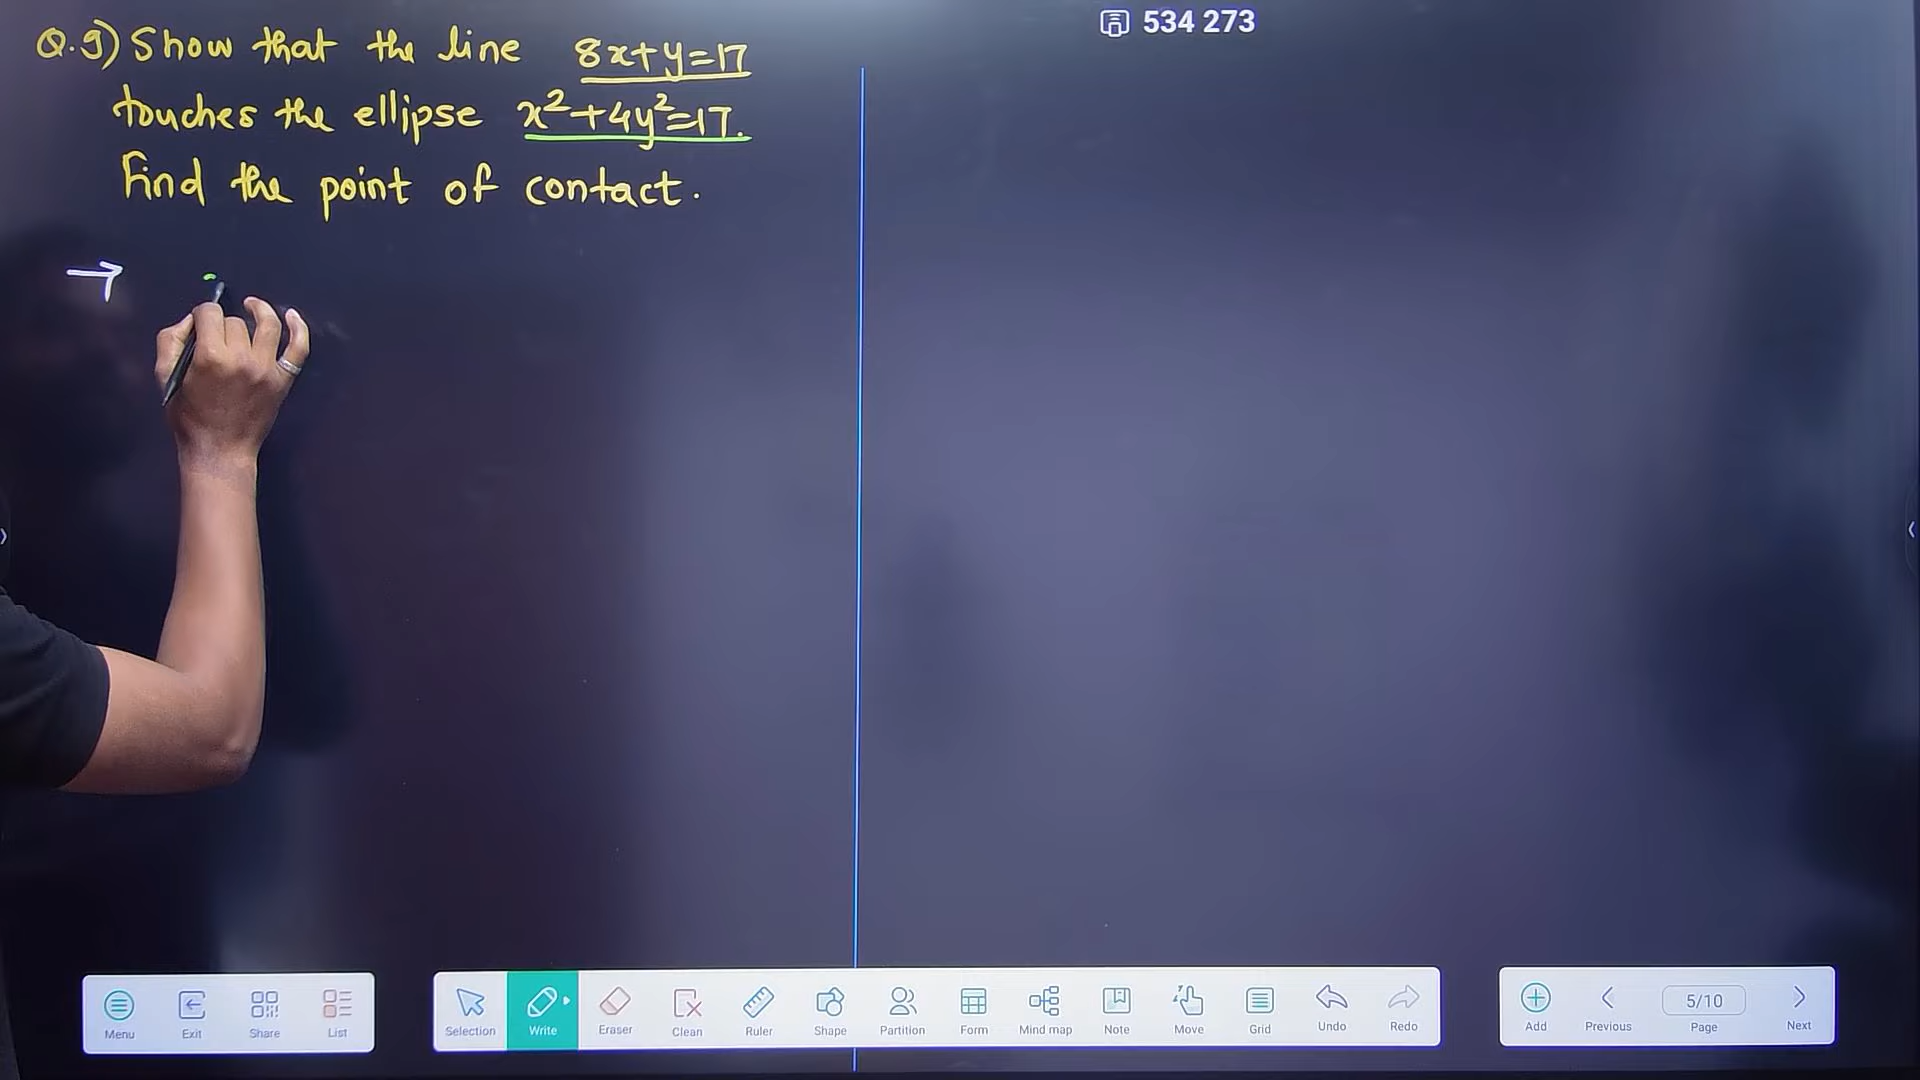 534 273
Q.9) Show that the line 8x+y=17
touches the ellipse x²+4y²=17.
Find the point of contact.
→
Menu Exit Share List
Selection Write Eraser Clean Ruler Shape Partition Form Mind map Note Move Grid Undo Redo
Add Previous 5/10 Page Next